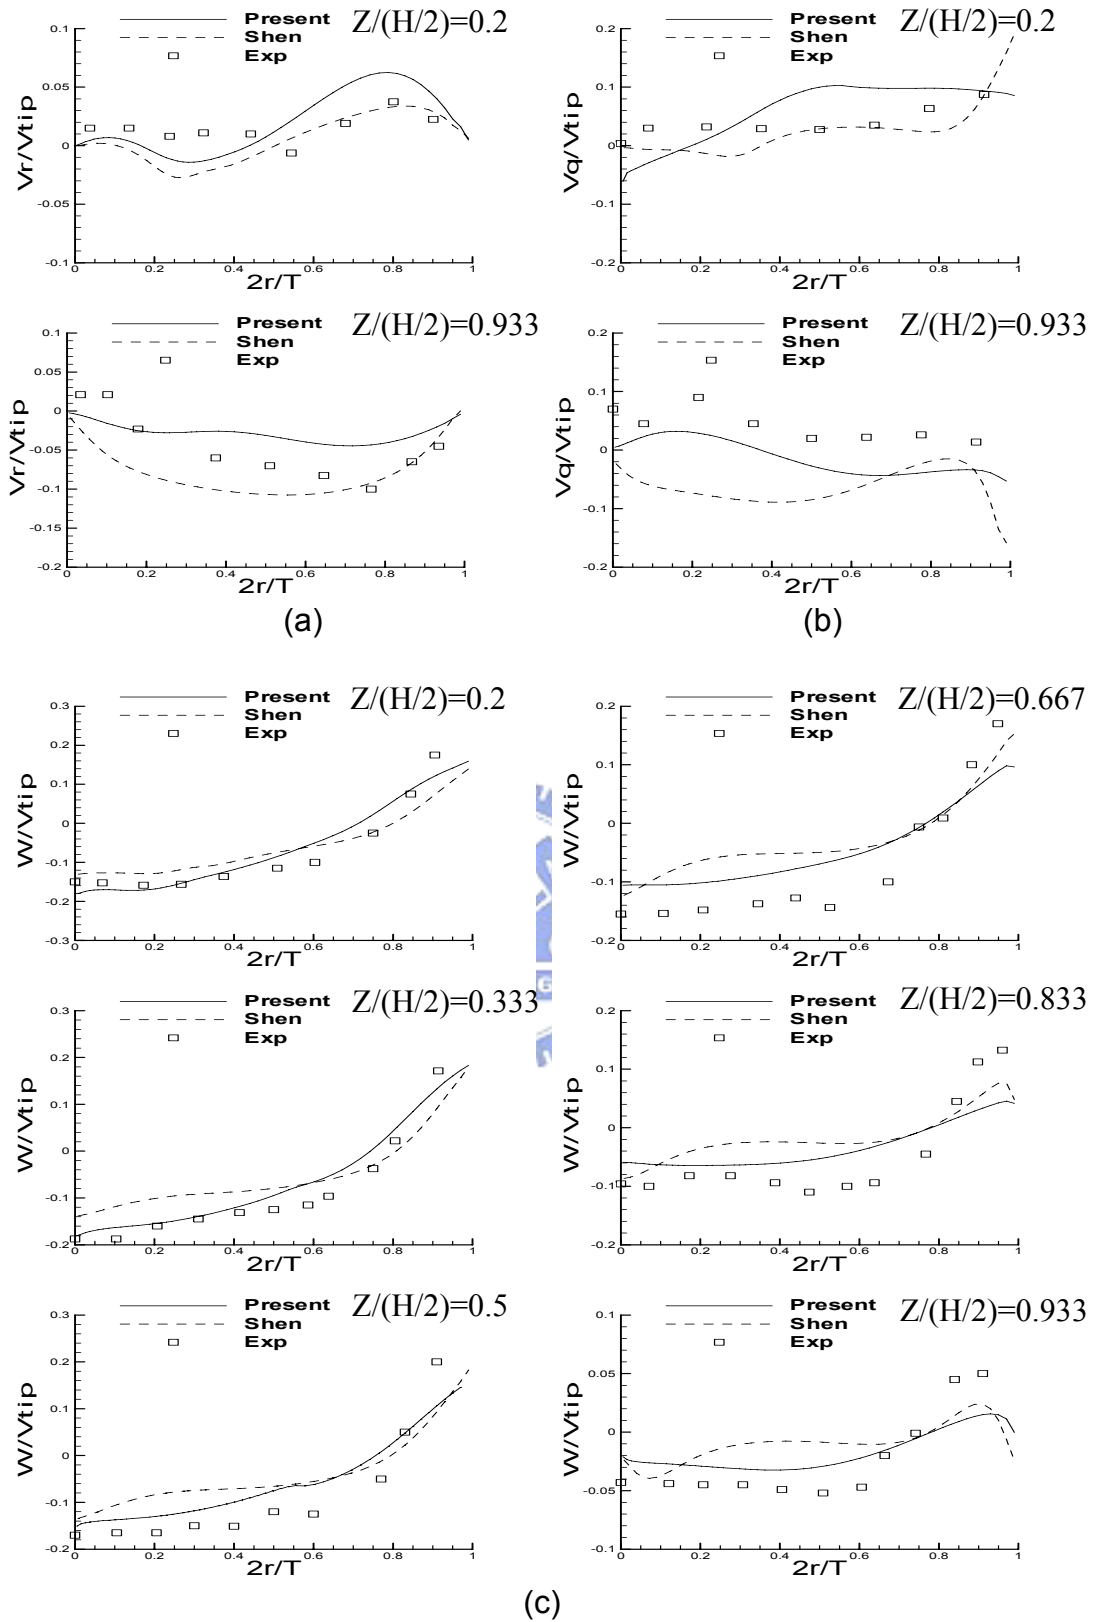 Present Z/(H/2)=0.2
Shen
Exp
0.1
0.05
0
-0.05
-0.1
Vr/Vtip
0 0.2 0.4 0.6 0.8 1
2r/T
Present Z/(H/2)=0.2
Shen
Exp
0.2
0.1
0
-0.1
-0.2
Vq/Vtip
0 0.2 0.4 0.6 0.8 1
2r/T
Present Z/(H/2)=0.933
Shen
Exp
0.1
0.05
0
-0.05
-0.1
-0.15
-0.2
Vr/Vtip
0 0.2 0.4 0.6 0.8 1
2r/T
(a)
Present Z/(H/2)=0.933
Shen
Exp
0.2
0.1
0
-0.1
-0.2
Vq/Vtip
0 0.2 0.4 0.6 0.8 1
2r/T
(b)
Present Z/(H/2)=0.2
Shen
Exp
0.3
0.2
0.1
0
-0.1
-0.2
-0.3
W/Vtip
0 0.2 0.4 0.6 0.8 1
2r/T
Present Z/(H/2)=0.667
Shen
Exp
0.2
0.1
0
-0.1
-0.2
W/Vtip
0 0.2 0.4 0.6 0.8 1
2r/T
Present Z/(H/2)=0.333
Shen
Exp
0.3
0.2
0.1
0
-0.1
-0.2
W/Vtip
0 0.2 0.4 0.6 0.8 1
2r/T
Present Z/(H/2)=0.833
Shen
Exp
0.2
0.1
0
-0.1
-0.2
W/Vtip
0 0.2 0.4 0.6 0.8 1
2r/T
Present Z/(H/2)=0.5
Shen
Exp
0.3
0.2
0.1
0
-0.1
-0.2
W/Vtip
0 0.2 0.4 0.6 0.8 1
2r/T
Present Z/(H/2)=0.933
Shen
Exp
0.1
0.05
0
-0.05
-0.1
W/Vtip
0 0.2 0.4 0.6 0.8 1
2r/T
(c)